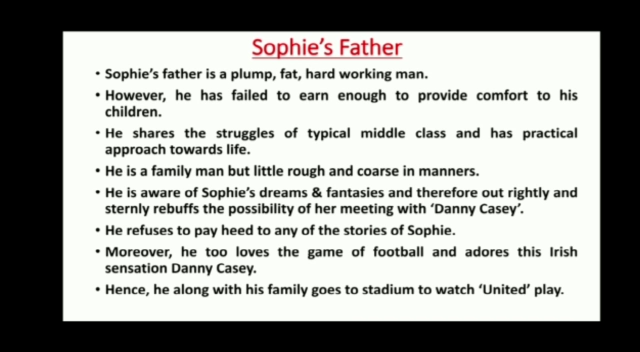 Sophie's Father
• Sophie's father is a plump, fat, hard working man.
• However, he has failed to earn enough to provide comfort to his
children.
• He shares the struggles of typical middle class and has practical
approach towards life.
• He is a family man but little rough and coarse in manners.
• He is aware of Sophie's dreams & fantasies and therefore out rightly and
sternly rebuffs the possibility of her meeting with 'Danny Casey'.
• He refuses to pay heed to any of the stories of Sophie.
• Moreover, he too loves the game of football and adores this Irish
sensation Danny Casey.
• Hence, he along with his family goes to stadium to watch 'United' play.